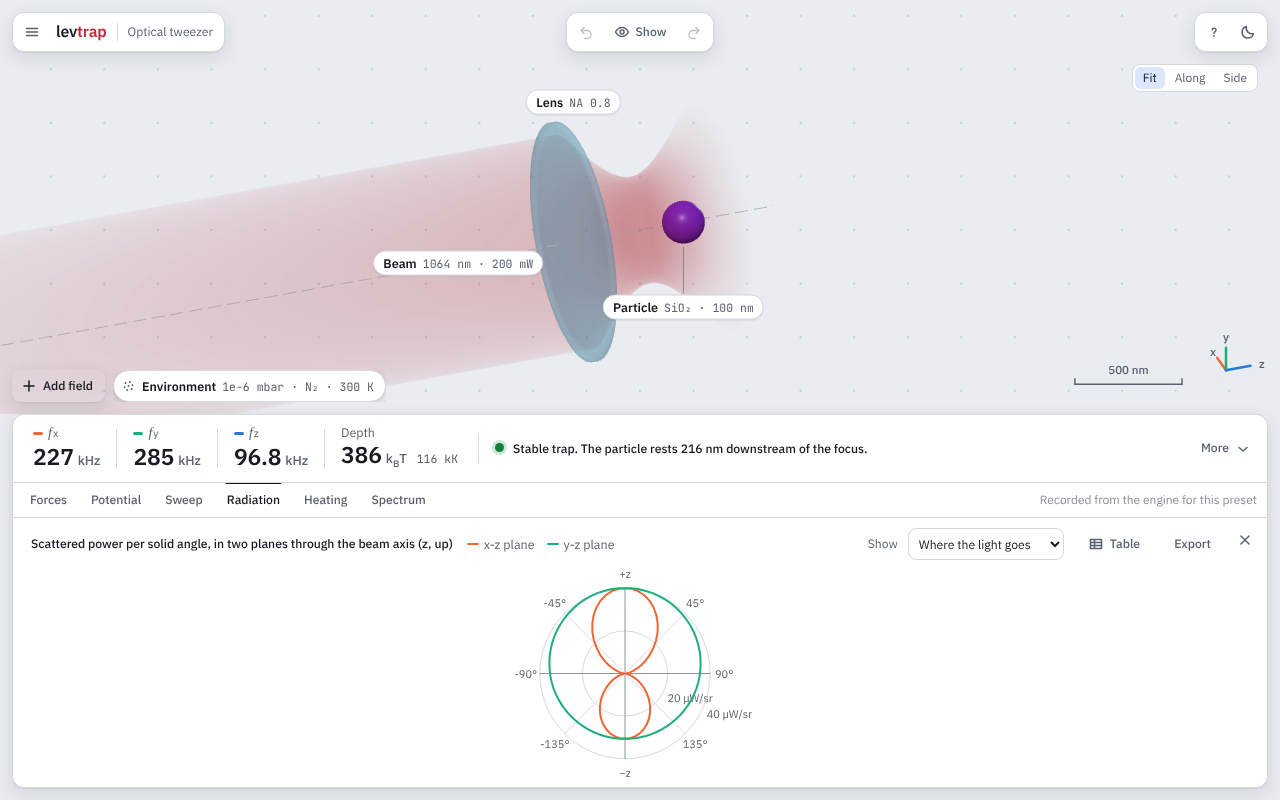 levtrap
Optical tweezer
Show
?
Fit
Along
Side
Lens NA 0.8
Beam 1064 nm · 200 mW
Particle SiO₂ · 100 nm
y
x
z
500 nm
Add field
Environment 1e-6 mbar · N₂ · 300 K
fx
227 kHz
fy
285 kHz
fz
96.8 kHz
Depth
386 kBT 116 kK
Stable trap. The particle rests 216 nm downstream of the focus.
More
Forces
Potential
Sweep
Radiation
Heating
Spectrum
Recorded from the engine for this preset
Scattered power per solid angle, in two planes through the beam axis (z, up)
x-z plane
y-z plane
Show
Where the light goes
Table
Export
+z
-45°
45°
-90°
90°
20 µW/sr
40 µW/sr
-135°
135°
−z